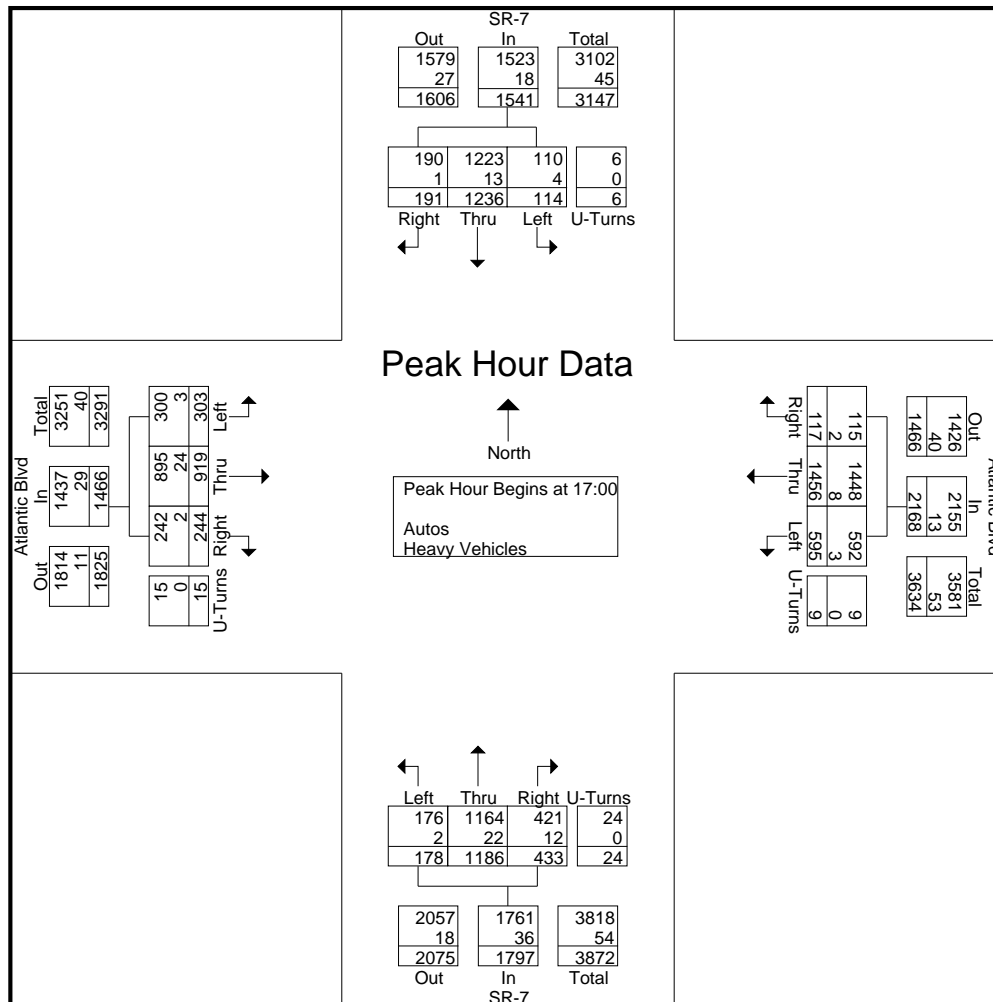 SR-7
Out In Total
1579 1523 3102
27 18 45
1606 1541 3147
190 1223 110 6
1 13 4 0
191 1236 114 6
Right Thru Left U-Turns
Peak Hour Data
North
Peak Hour Begins at 17:00
Autos
Heavy Vehicles
Atlantic Blvd
Out In Total
1814 1437 3251
11 29 40
1825 1466 3291
15 242 895 300
0 2 24 3
15 244 919 303
U-Turns Right Thru Left
Atlantic Blvd
Out In Total
1426 2155 3581
40 13 53
1466 2168 3634
115 1448 592 9
2 8 3 0
117 1456 595 9
Right Thru Left U-Turns
Left Thru Right U-Turns
176 1164 421 24
2 22 12 0
178 1186 433 24
2057 1761 3818
18 36 54
2075 1797 3872
Out In Total
SR-7